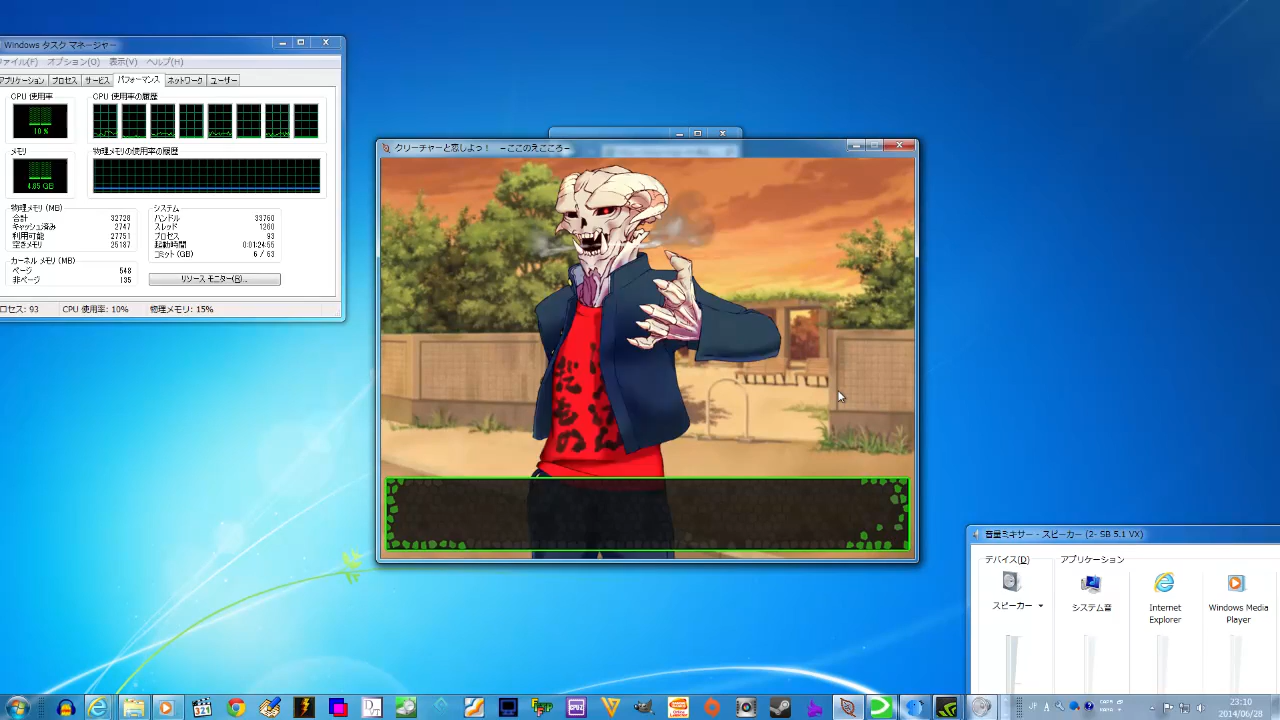 Windows タスク マネージャー
ァイル(F) オプション(O) 表示(V) ヘルプ(H)
アプリケーション プロセス サービス パフォーマンス ネットワーク ユーザー
CPU 使用率
CPU 使用率の履歴
10 %
メモリ
物理メモリの使用率の履歴
4.85 GB
物理メモリ (MB)
合計 32728
キャッシュ済み 2747
利用可能 27751
空きメモリ 25187
カーネル メモリ (MB)
ページ 548
非ページ 135
システム
ハンドル 33760
スレッド 1260
プロセス 93
起動時間 0:01:24:55
コミット (GB) 6 / 63
リソース モニター(R)...
ロセス: 93 CPU 使用率: 10% 物理メモリ: 15%
クリーチャーと恋しよっ！ －ここのえこころ－
音量ミキサー - スピーカー (2- SB 5.1 VX)
デバイス(D)
アプリケーション
スピーカー
システム音
Internet Explorer
Windows Media Player
321
JP A
CAPS
23:10
2014/06/28